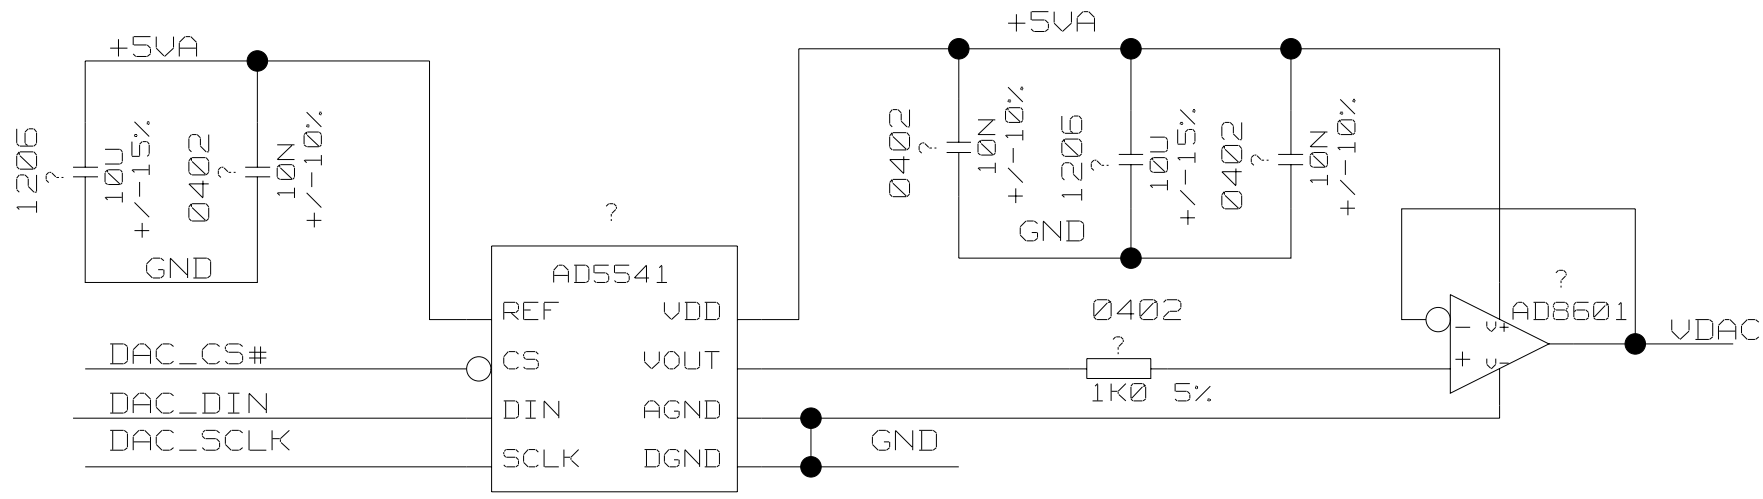 +5VA
1206
?
10U
+/-15%
0402
?
10N
+/-10%
GND
+5VA
0402
?
10N
+/-10%
1206
?
10U
+/-15%
0402
?
10N
+/-10%
GND
?
AD5541
REF
CS
DIN
SCLK
VDD
VOUT
AGND
DGND
DAC_CS#
DAC_DIN
DAC_SCLK
0402
?
1K0 5%
GND
?
AD8601
-
+
V+
V-
VDAC